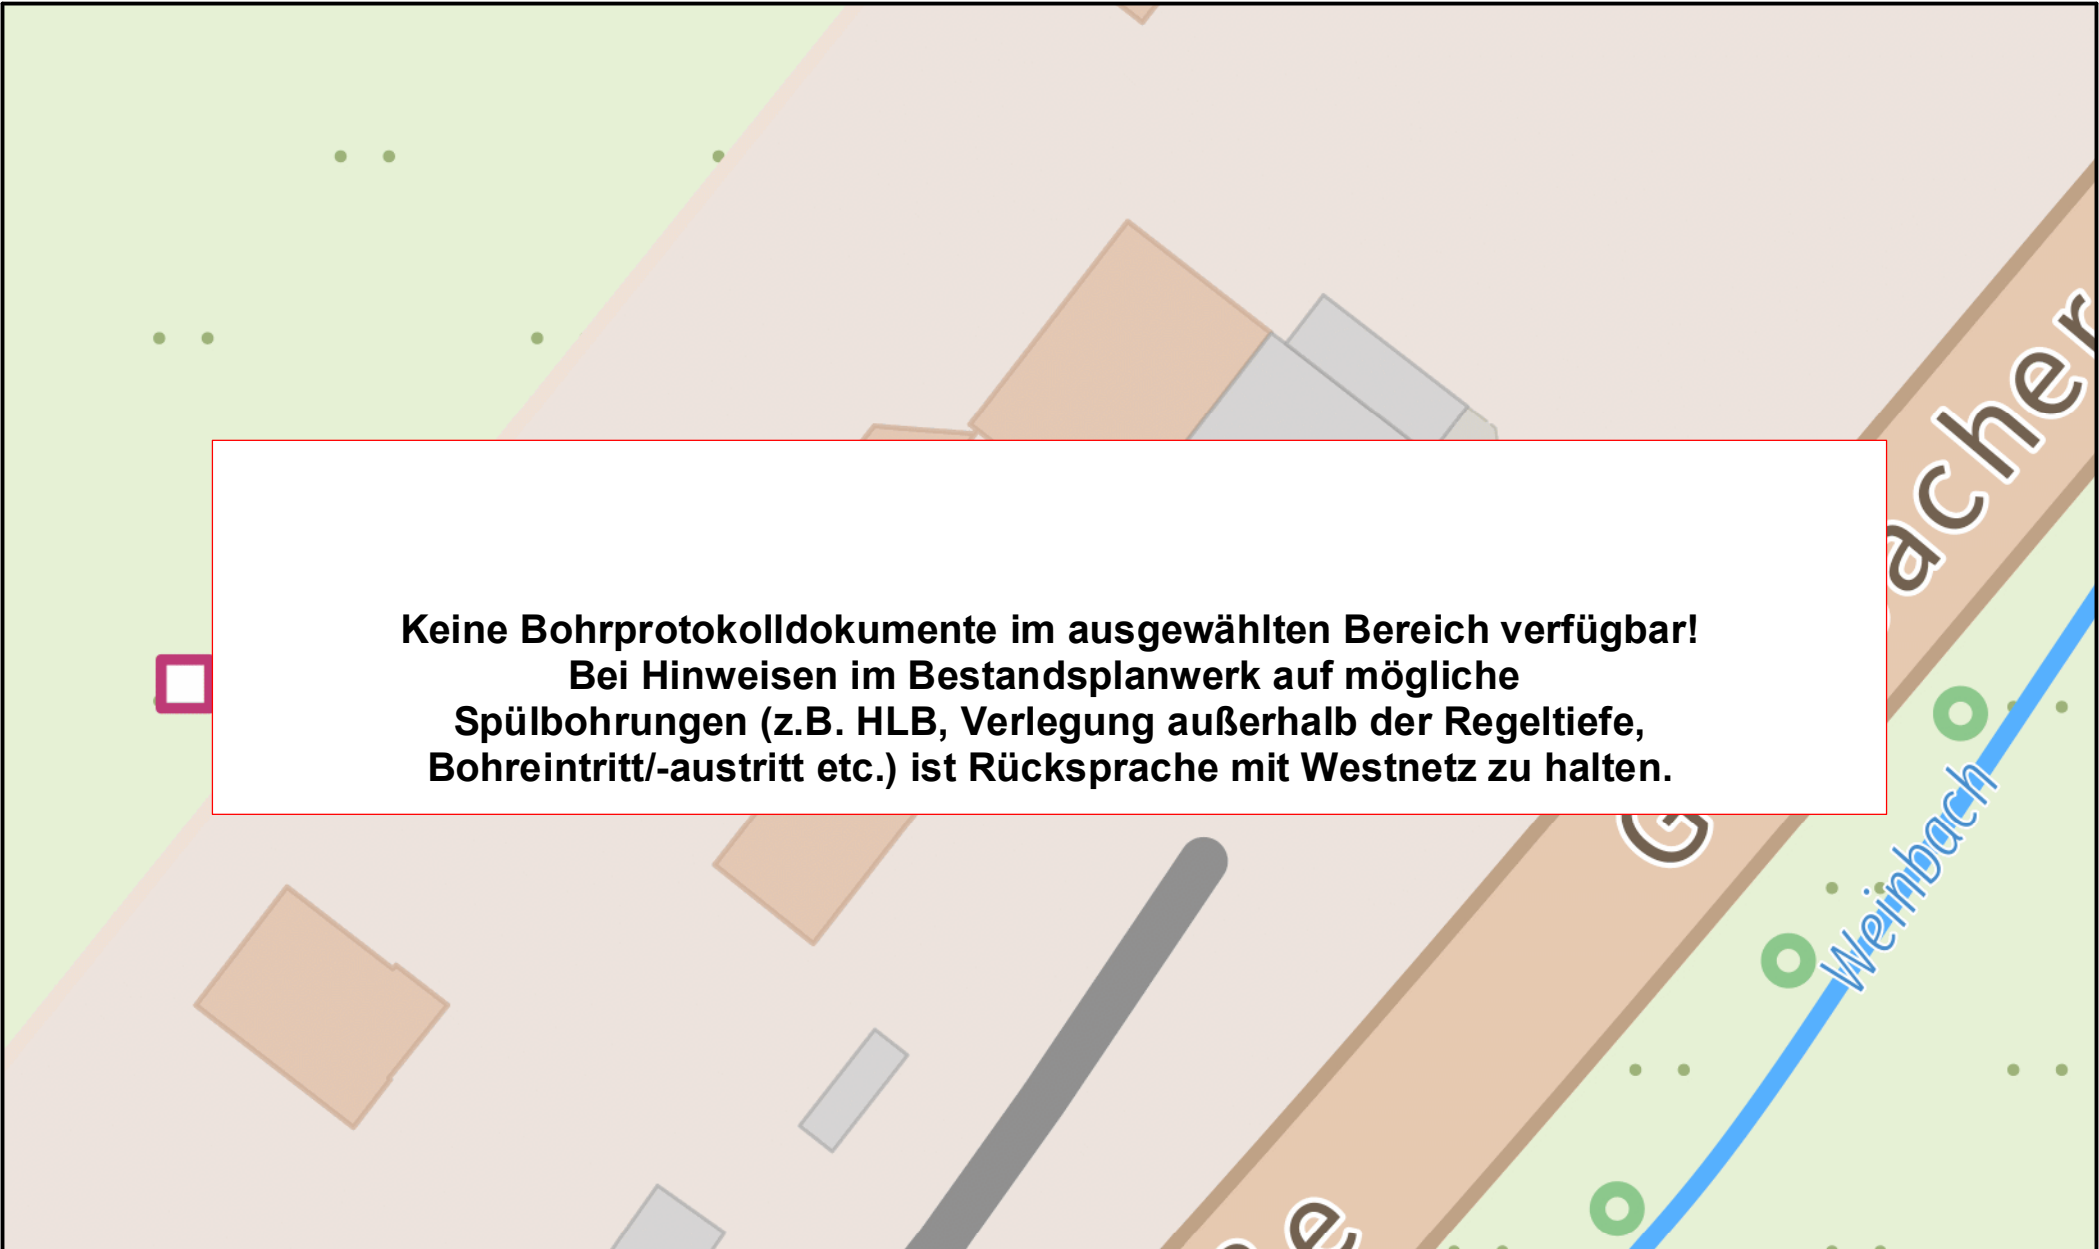 Keine Bohrprotokolldokumente im ausgewählten Bereich verfügbar!
Bei Hinweisen im Bestandsplanwerk auf mögliche
Spülbohrungen (z.B. HLB, Verlegung außerhalb der Regeltiefe,
Bohreintritt/-austritt etc.) ist Rücksprache mit Westnetz zu halten.
acher
G
Weinbach
e